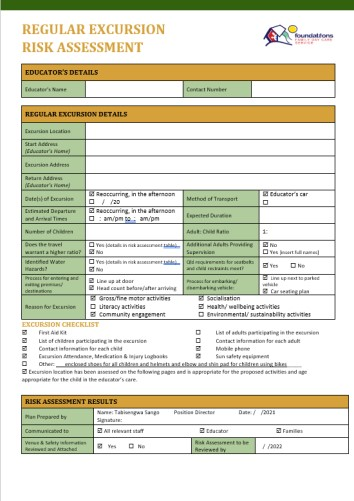 REGULAR EXCURSION
RISK ASSESSMENT
foundations
EDUCATOR'S DETAILS
Educator's Name
Contact Number
REGULAR EXCURSION DETAILS
Excursion Location
Start Address
(Educator's Name)
Excursion Address
Return Address
(Educator's Name)
Date(s) of Excursion
☑ Reoccurring, in the afternoon
☐ / /20
Method of Transport
☑ Educator's car
☐
Estimated Departure
and Arrival Times
☑ Reoccurring, in the afternoon
☐ : am/pm to : am/pm
Expected Duration
Number of Children
Adult: Child Ratio
1:
Does the travel
warrant a higher ratio?
☐ Yes (details in risk assessment table)
☑ No
Additional Adults Providing
Supervision
☑ No
☐ Yes (insert full names)
Identified Water
Hazards?
☐ Yes (details in risk assessment table)
☑ No
Do requirements for seatbelts
and child restraints meet?
☑ Yes ☐ No
Process for entering and
exiting premises/
destinations
☑ Line up at door
☑ Head count before/after arriving
Process for embarking/
disembarking vehicle:
☑ Line up next to parked
vehicle
☑ Car seating plan
Reason for Excursion
☑ Gross/fine motor activities
☐ Literacy activities
☑ Community engagement
☑ Socialisation
☑ Health/ wellbeing activities
☐ Environmental/ sustainability activities
EXCURSION CHECKLIST
☑ First Aid Kit
☐ List of adults participating in the excursion
☑ List of children participating in the excursion
☐ Contact information for each adult
☑ Contact information for each child
☑ Mobile phone
☑ Excursion Attendance, Medication & Injury Logbooks
☑ Sun safety equipment
☐ Other: enclosed shoes for all children and helmets and elbow and shin pad for children using bikes
☑ Excursion location has been assessed on the following pages and is appropriate for the proposed activities and age
appropriate for the child in the educator's care.
RISK ASSESSMENT RESULTS
Plan Prepared by
Name: Tabisengwa Sango Position Director Date: / /2021
Signature:
Communicated to
☑ All relevant staff
☑ Educator
☑ Families
Venue & Safety information
Reviewed and Attached
☑ Yes ☐ No
Risk Assessment to be
Reviewed by
/ /2022